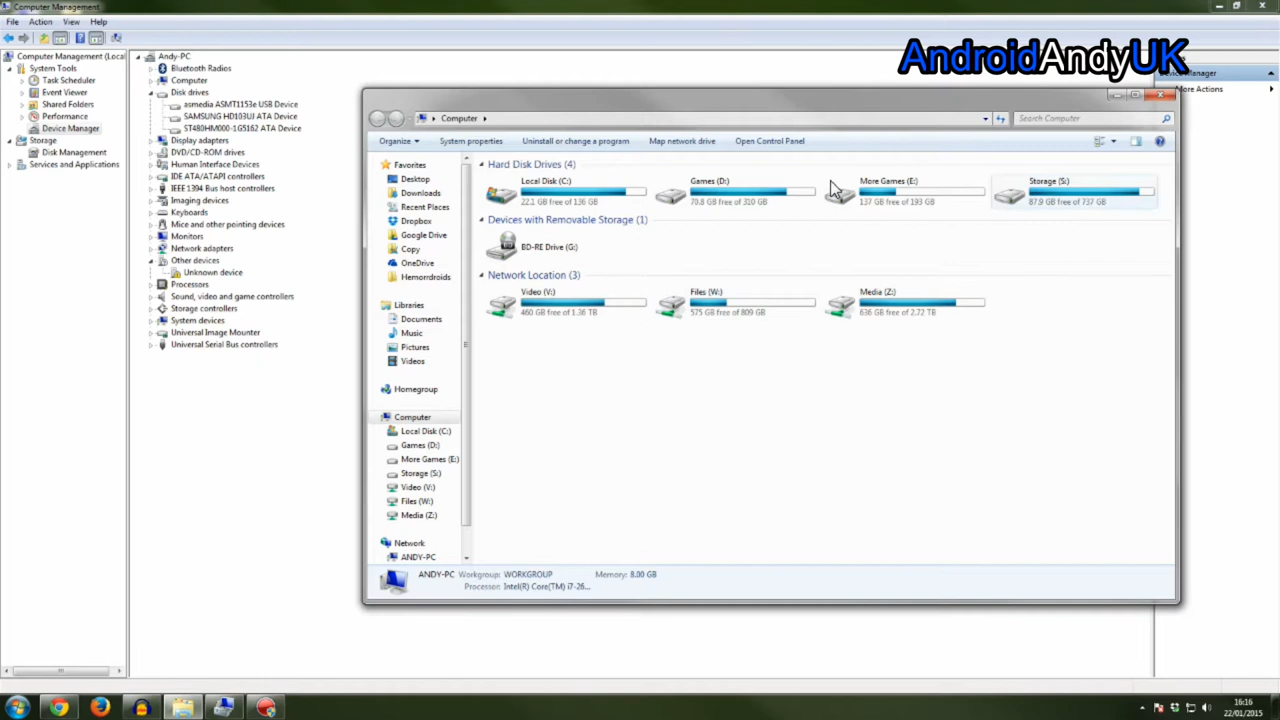 Computer Management
File Action View Help
Computer Management (Local
System Tools
Task Scheduler
Event Viewer
Shared Folders
Performance
Device Manager
Storage
Disk Management
Services and Applications
Andy-PC
Bluetooth Radios
Computer
Disk drives
asmedia ASMT1153e USB Device
SAMSUNG HD103UJ ATA Device
ST480HM000-1G5162 ATA Device
Display adapters
DVD/CD-ROM drives
Human Interface Devices
IDE ATA/ATAPI controllers
IEEE 1394 Bus host controllers
Imaging devices
Keyboards
Mice and other pointing devices
Monitors
Network adapters
Other devices
Unknown device
Processors
Sound, video and game controllers
Storage controllers
System devices
Universal Image Mounter
Universal Serial Bus controllers
AndroidAndyUK
Manager
More Actions
Computer
Search Computer
Organize System properties Uninstall or change a program Map network drive Open Control Panel
Favorites
Desktop
Downloads
Recent Places
Dropbox
Google Drive
Copy
OneDrive
Hemorrdroids
Libraries
Documents
Music
Pictures
Videos
Homegroup
Computer
Local Disk (C:)
Games (D:)
More Games (E:)
Storage (S:)
Video (V:)
Files (W:)
Media (Z:)
Network
ANDY-PC
Hard Disk Drives (4)
Local Disk (C:)
22.1 GB free of 136 GB
Games (D:)
70.8 GB free of 310 GB
More Games (E:)
137 GB free of 193 GB
Storage (S:)
87.9 GB free of 737 GB
Devices with Removable Storage (1)
BD-RE Drive (G:)
Network Location (3)
Video (V:)
460 GB free of 1.36 TB
Files (W:)
575 GB free of 809 GB
Media (Z:)
636 GB free of 2.72 TB
ANDY-PC Workgroup: WORKGROUP Memory: 8.00 GB
Processor: Intel(R) Core(TM) i7-26...
16:16
22/01/2015